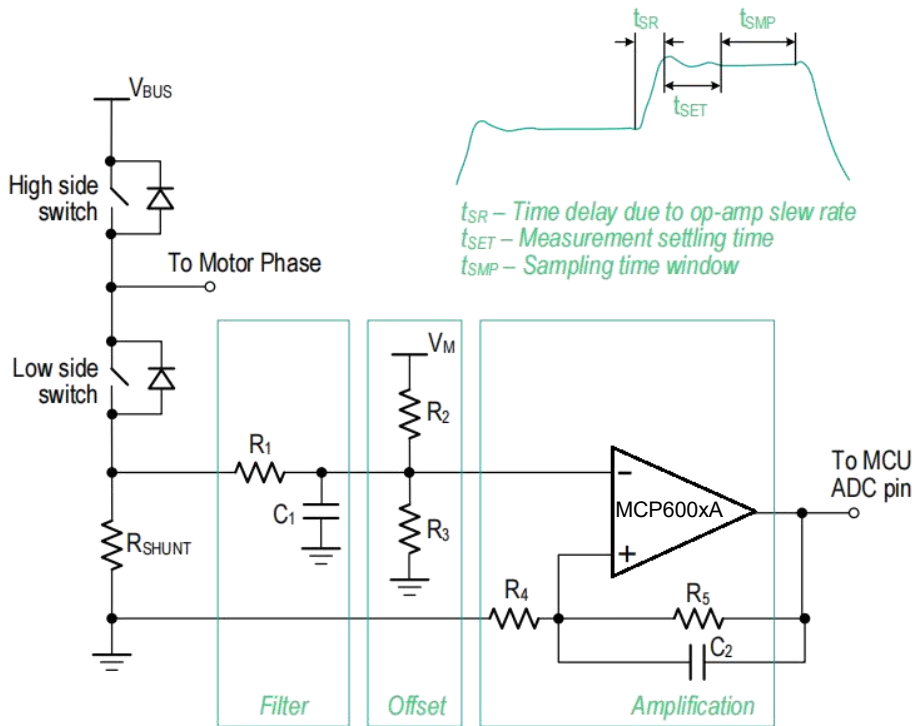 tSR
tSMP
tSET
VBUS
High side
switch
tSR – Time delay due to op-amp slew rate
tSET – Measurement settling time
tSMP – Sampling time window
To Motor Phase
Low side
switch
VM
R2
R1
To MCU
ADC pin
−
MCP600xA
C1
R3
RSHUNT
+
R4
R5
C2
Filter
Offset
Amplification